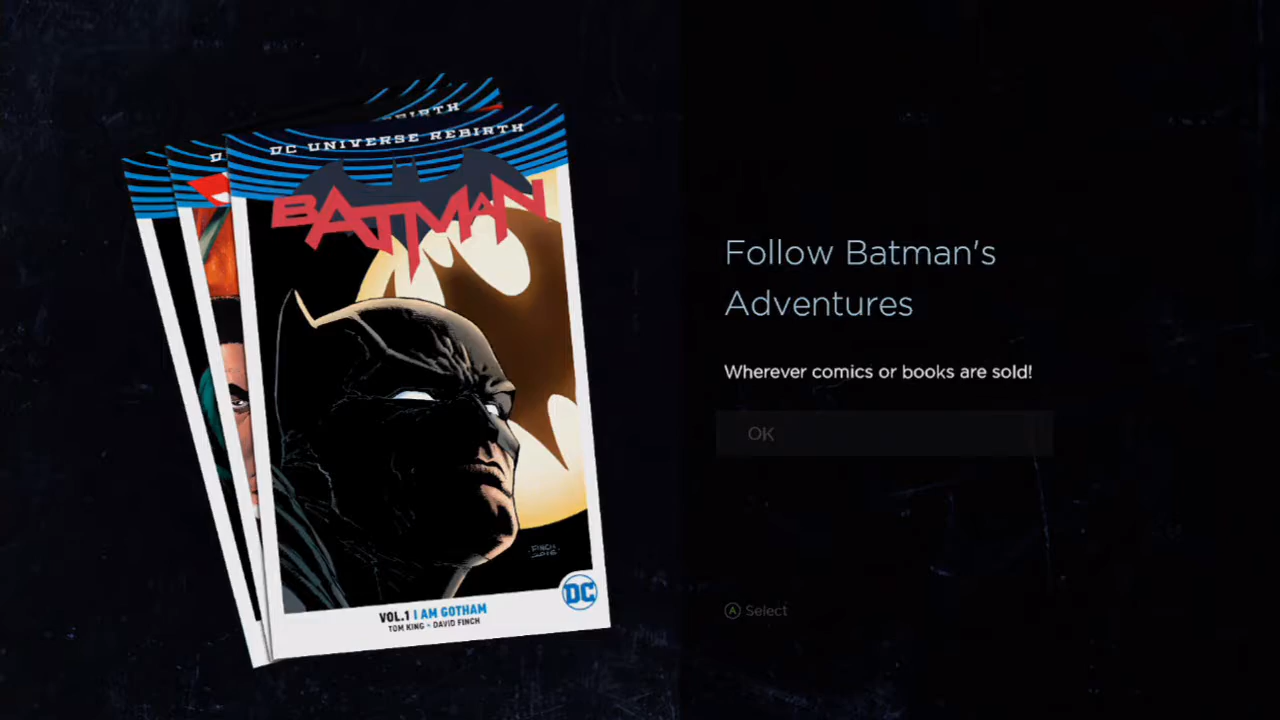 REBIRTH
D
DC UNIVERSE REBIRTH
BATMAN
FINCH
2016
DC
VOL.1 I AM GOTHAM
TOM KING - DAVID FINCH
Follow Batman's
Adventures
Wherever comics or books are sold!
OK
A Select